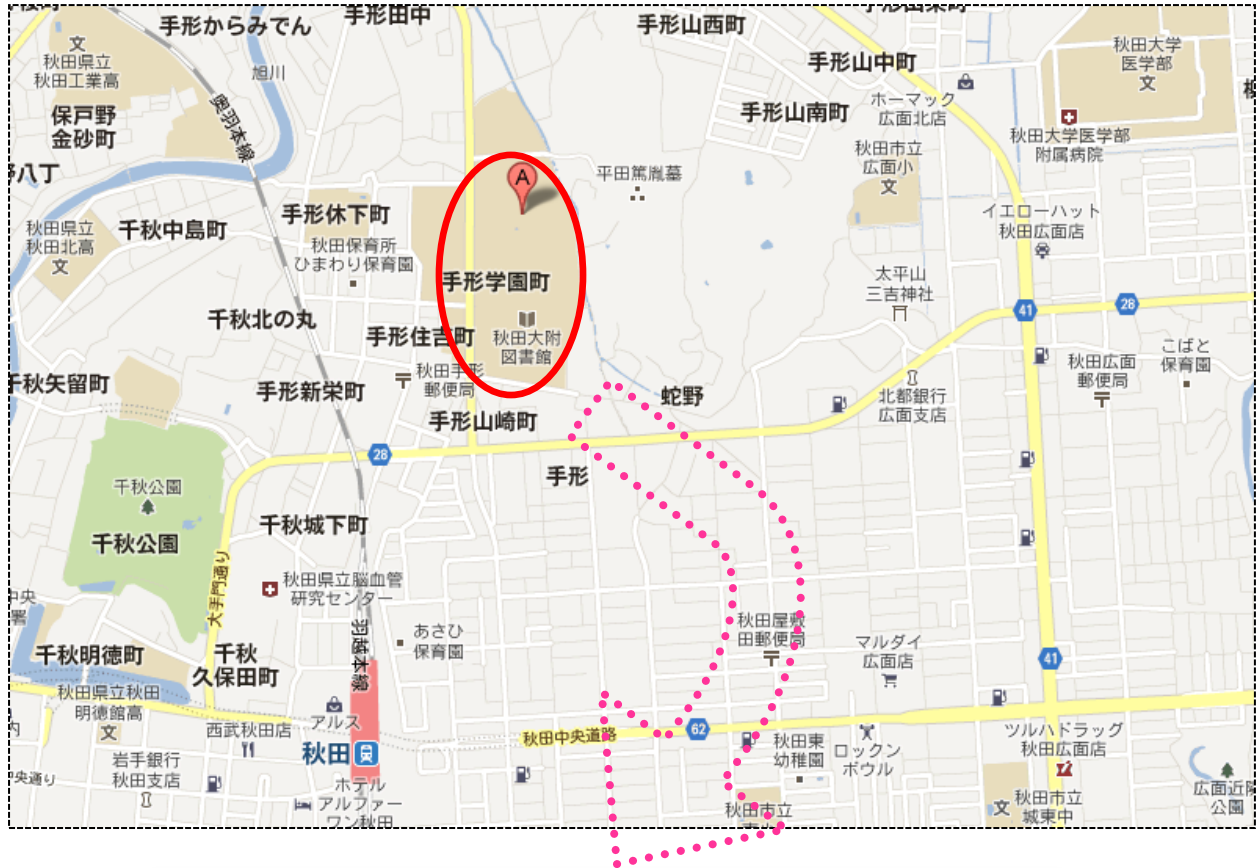 手形からみでん
手形田中
手形山西町
秋田県立
秋田工業高
旭川
手形山中町
秋田大学
医学部
保戸野
金砂町
奥羽本線
手形山南町
ホーマック
広面北店
秋田大学医学部
附属病院
秋田市立
広面小
八丁
A
平田篤胤墓
手形休下町
千秋中島町
秋田県立
秋田北高
秋田保育所
ひまわり保育園
イエローハット
秋田広面店
手形学園町
太平山
三吉神社
千秋北の丸
手形住吉町
秋田大附
図書館
41
28
秋田手形
郵便局
秋田広面
郵便局
こばと
保育園
千秋矢留町
手形新栄町
蛇野
北都銀行
広面支店
手形山崎町
28
手形
千秋公園
千秋公園
千秋城下町
大手門通り
秋田県立脳血管
研究センター
羽越本線
あさひ
保育園
秋田屋敷
田郵便局
マルダイ
広面店
41
千秋明徳町
千秋
久保田町
秋田県立秋田
明徳館高
アルス
西武秋田店
秋田
秋田中央道路
62
秋田東
幼稚園
ロックン
ボウル
ツルハドラッグ
秋田広面店
岩手銀行
秋田支店
中央通り
ホテル
アルファー
ワン秋田
秋田市立
秋田市立
城東中
広面近隣
公園